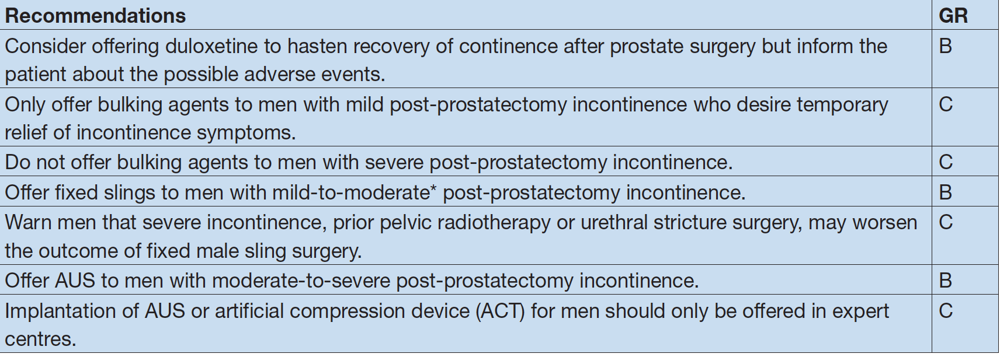 Recommendations GR
Consider offering duloxetine to hasten recovery of continence after prostate surgery but inform the B
patient about the possible adverse events.
Only offer bulking agents to men with mild post-prostatectomy incontinence who desire temporary C
relief of incontinence symptoms.
Do not offer bulking agents to men with severe post-prostatectomy incontinence. C
Offer fixed slings to men with mild-to-moderate* post-prostatectomy incontinence. B
Warn men that severe incontinence, prior pelvic radiotherapy or urethral stricture surgery, may worsen C
the outcome of fixed male sling surgery.
Offer AUS to men with moderate-to-severe post-prostatectomy incontinence. B
Implantation of AUS or artificial compression device (ACT) for men should only be offered in expert C
centres.